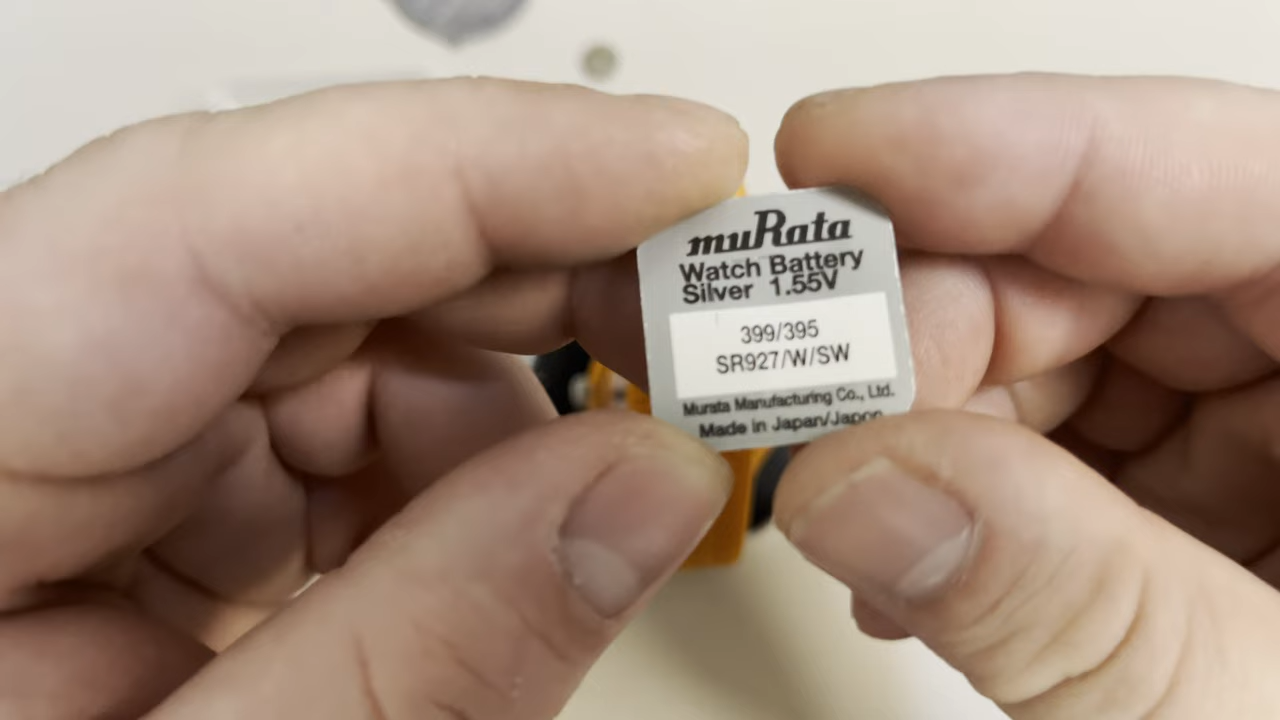 muRata
Watch Battery
Silver 1.55V
399/395
SR927/W/SW
Murata Manufacturing Co., Ltd.
Made in Japan/Japon